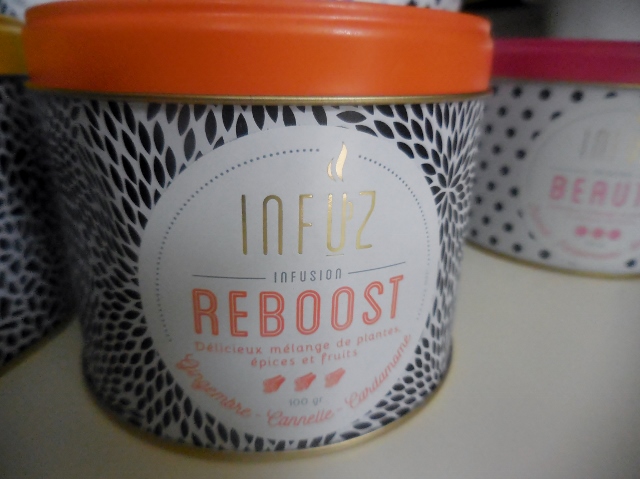 INFUZ
INFUSION
REBOOST
Délicieux mélange de plantes,
épices et fruits
100 gr
Gingembre - Cannelle - Cardamome